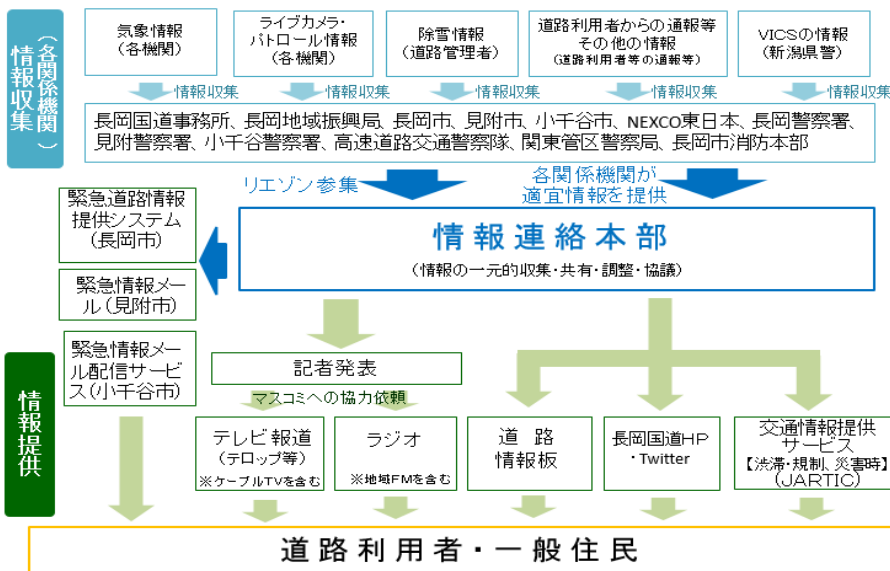 (各関係機関)
情報収集
気象情報
(各機関)
ライブカメラ・
パトロール情報
(各機関)
除雪情報
(道路管理者)
道路利用者からの通報等
その他の情報
(道路利用者等の通報等)
VICSの情報
(新潟県警)
情報収集
情報収集
情報収集
情報収集
情報収集
長岡国道事務所、長岡地域振興局、長岡市、見附市、小千谷市、NEXCO東日本、長岡警察署、
見附警察署、小千谷警察署、高速道路交通警察隊、関東管区警察局、長岡市消防本部
リエゾン参集
各関係機関が
適宜情報を提供
情報連絡本部
(情報の一元的収集・共有・調整・協議)
緊急道路情報
提供システム
(長岡市)
緊急情報メー
ル(見附市)
緊急情報メー
ル配信サービ
ス(小千谷市)
情報提供
記者発表
マスコミへの協力依頼
テレビ報道
(テロップ等)
※ケーブルTVを含む
ラジオ
※地域FMを含む
道路
情報板
長岡国道HP
・Twitter
交通情報提供
サービス
【渋滞・規制、災害時】
(JARTIC)
道路利用者・一般住民